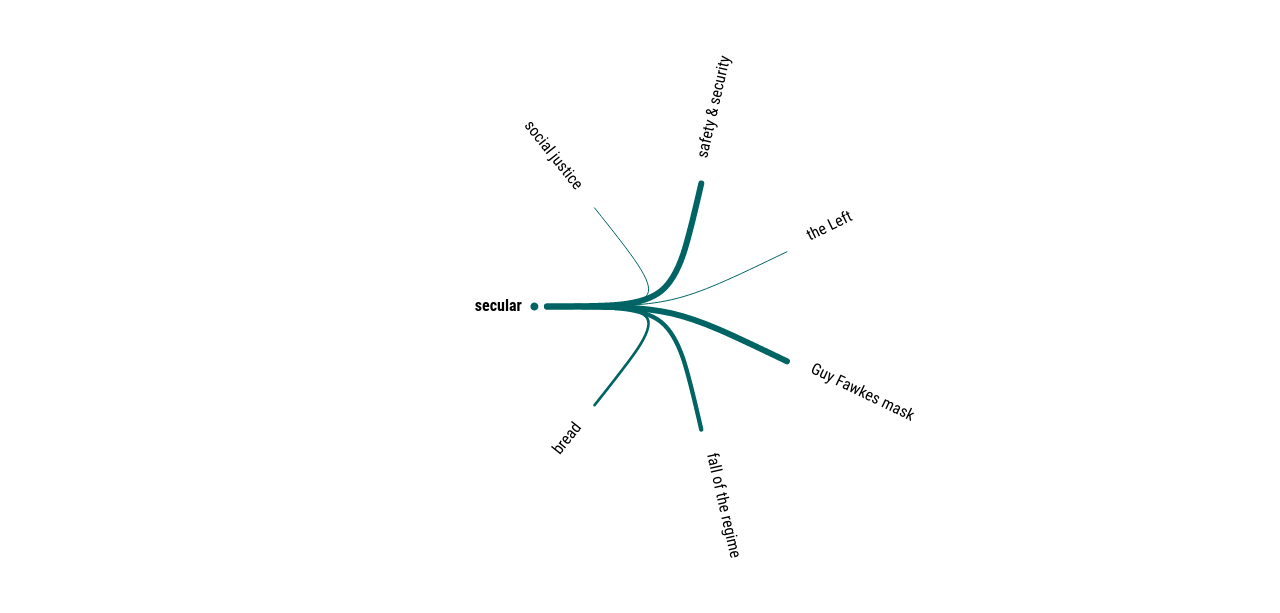 safety & security
social justice
the Left
secular
Guy Fawkes mask
bread
fall of the regime